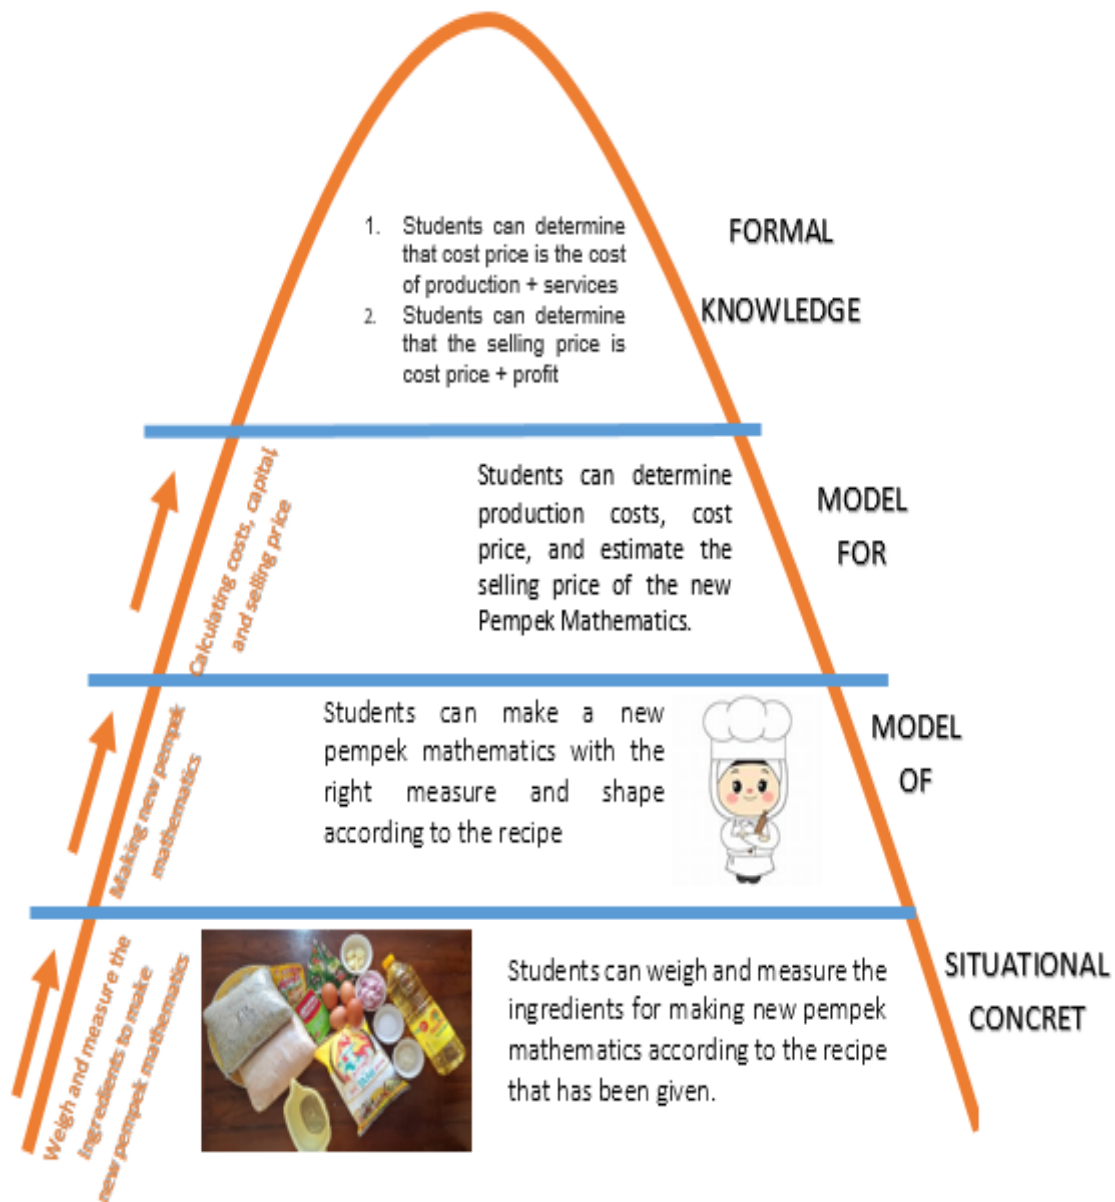 1. Students can determine
that cost price is the cost
of production + services
2. Students can determine
that the selling price is
cost price + profit
FORMAL
KNOWLEDGE
Calculating costs, capital,
and selling price
Students can determine
production costs, cost
price, and estimate the
selling price of the new
Pempek Mathematics.
MODEL
FOR
Making new pempek
mathematics
Students can make a new
pempek mathematics with the
right measure and shape
according to the recipe
MODEL
OF
Weigh and measure the
ingredients to make
new pempek mathematics
Students can weigh and measure the
ingredients for making new pempek
mathematics according to the recipe
that has been given.
SITUATIONAL
CONCRET